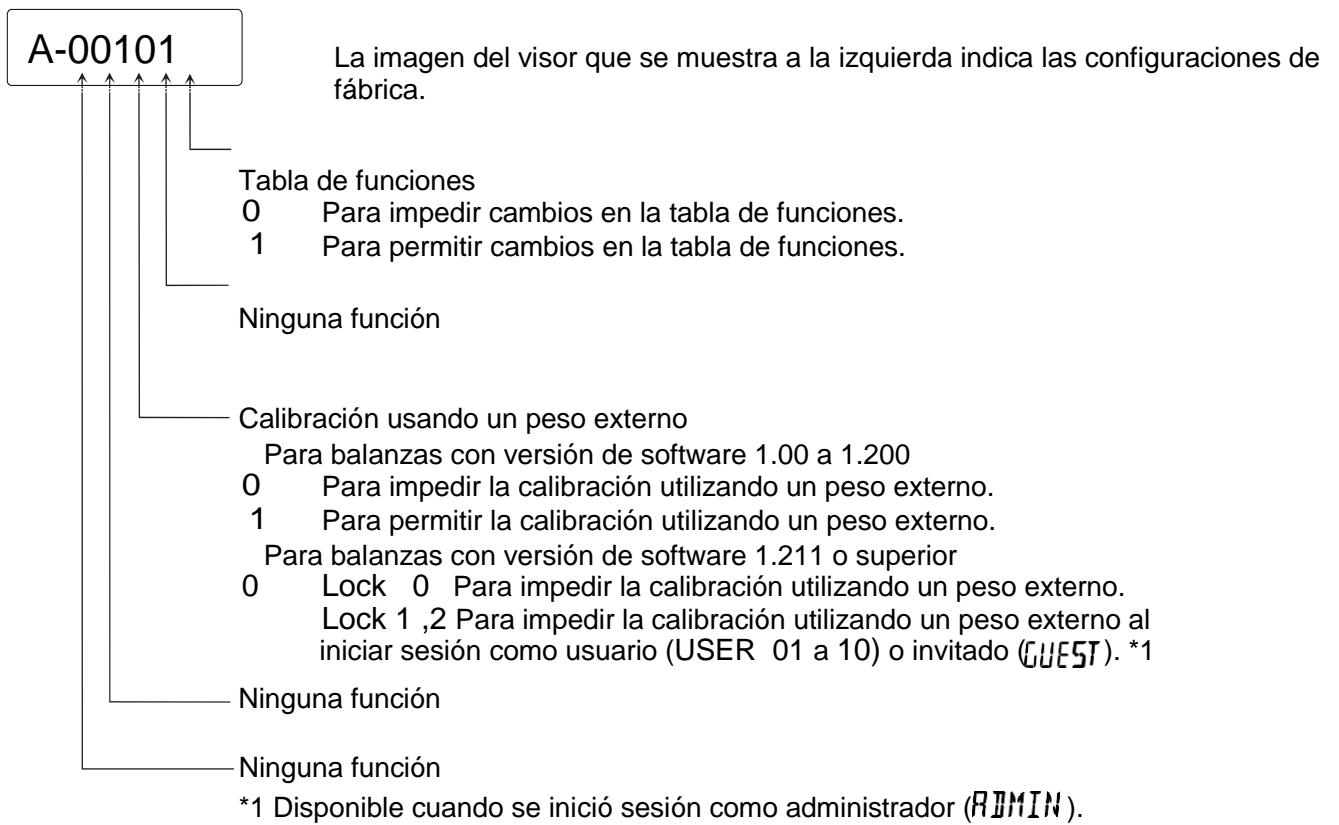 A-00101
La imagen del visor que se muestra a la izquierda indica las configuraciones de
fábrica.
Tabla de funciones
0 Para impedir cambios en la tabla de funciones.
1 Para permitir cambios en la tabla de funciones.
Ninguna función
Calibración usando un peso externo
Para balanzas con versión de software 1.00 a 1.200
0 Para impedir la calibración utilizando un peso externo.
1 Para permitir la calibración utilizando un peso externo.
Para balanzas con versión de software 1.211 o superior
0 Lock 0 Para impedir la calibración utilizando un peso externo.
Lock 1 ,2 Para impedir la calibración utilizando un peso externo al
iniciar sesión como usuario (USER 01 a 10) o invitado (GUEST). *1
Ninguna función
Ninguna función
*1 Disponible cuando se inició sesión como administrador (ADMIN).